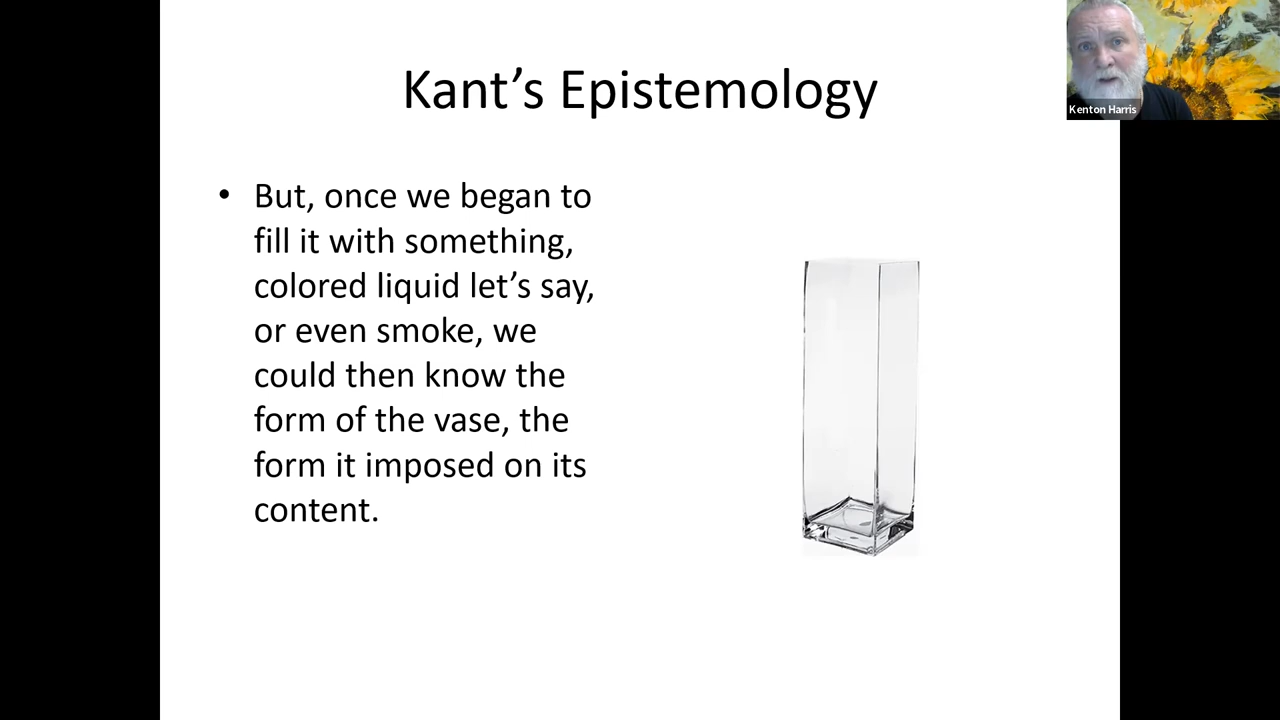 Kant’s Epistemology
Kenton Harris
• But, once we began to
fill it with something,
colored liquid let’s say,
or even smoke, we
could then know the
form of the vase, the
form it imposed on its
content.